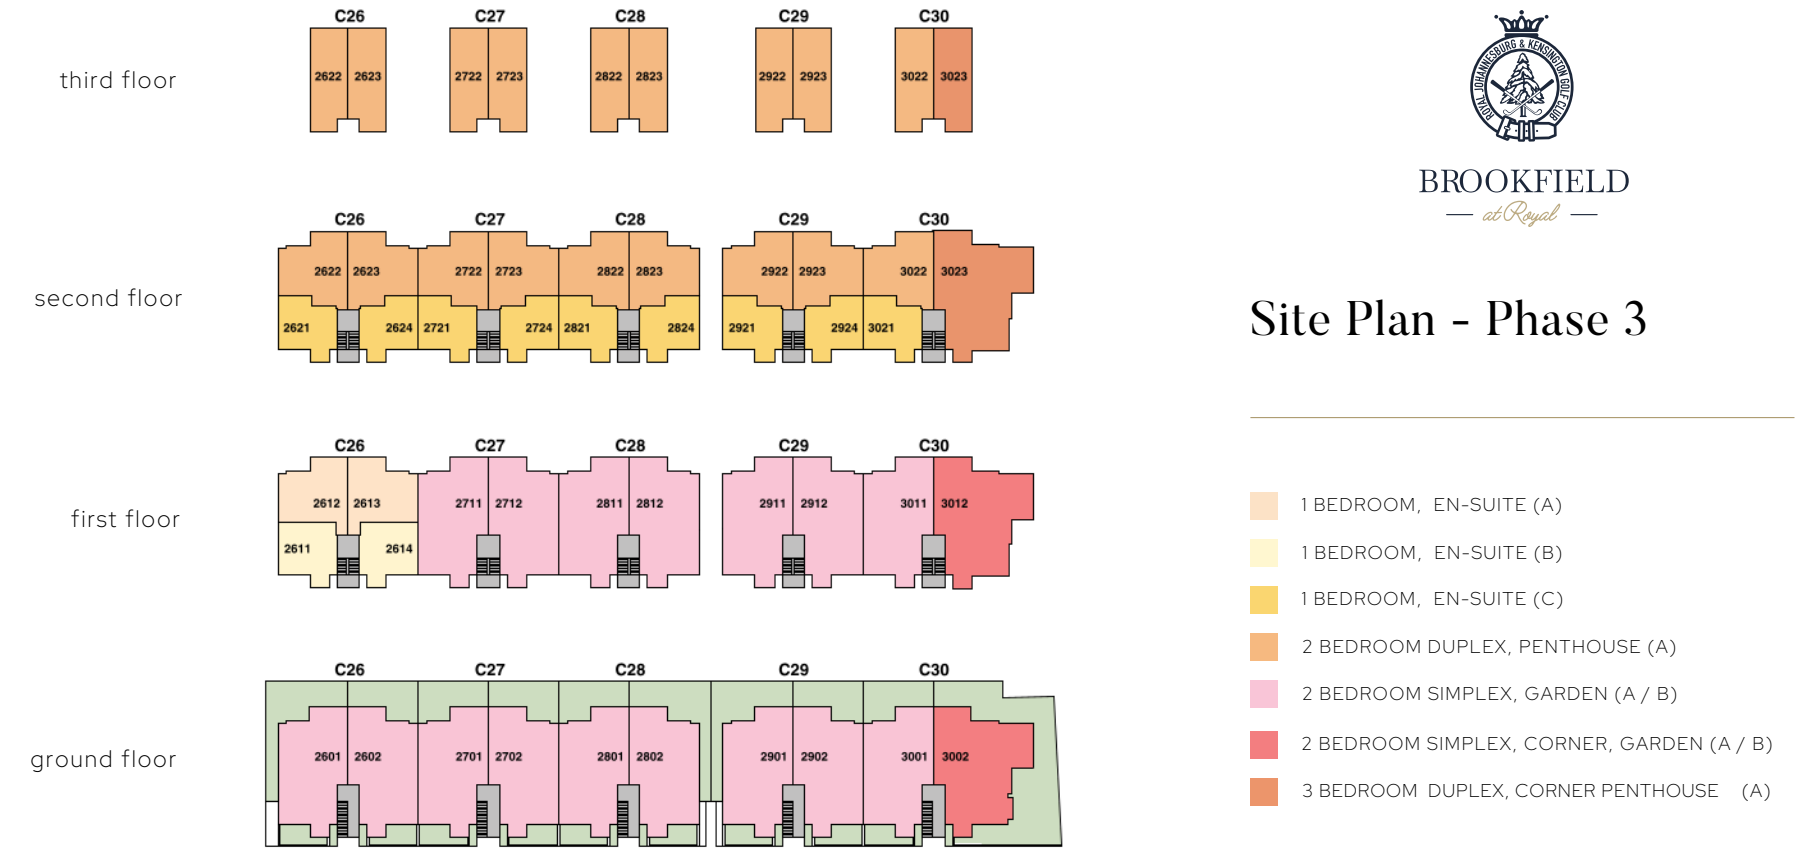 C26 C27 C28 C29 C30
third floor
2622 2623 2722 2723 2822 2823 2922 2923 3022 3023
C26 C27 C28 C29 C30
second floor
2622 2623 2722 2723 2822 2823 2922 2923 3022 3023
2621 2624 2721 2724 2821 2824 2921 2924 3021
C26 C27 C28 C29 C30
first floor
2612 2613 2711 2712 2811 2812 2911 2912 3011 3012
2611 2614
C26 C27 C28 C29 C30
ground floor
2601 2602 2701 2702 2801 2802 2901 2902 3001 3002
ROYAL JOHANNESBURG & KENSINGTON GOLF CLUB
BROOKFIELD
at Royal
Site Plan - Phase 3
1 BEDROOM, EN-SUITE (A)
1 BEDROOM, EN-SUITE (B)
1 BEDROOM, EN-SUITE (C)
2 BEDROOM DUPLEX, PENTHOUSE (A)
2 BEDROOM SIMPLEX, GARDEN (A / B)
2 BEDROOM SIMPLEX, CORNER, GARDEN (A / B)
3 BEDROOM DUPLEX, CORNER PENTHOUSE (A)